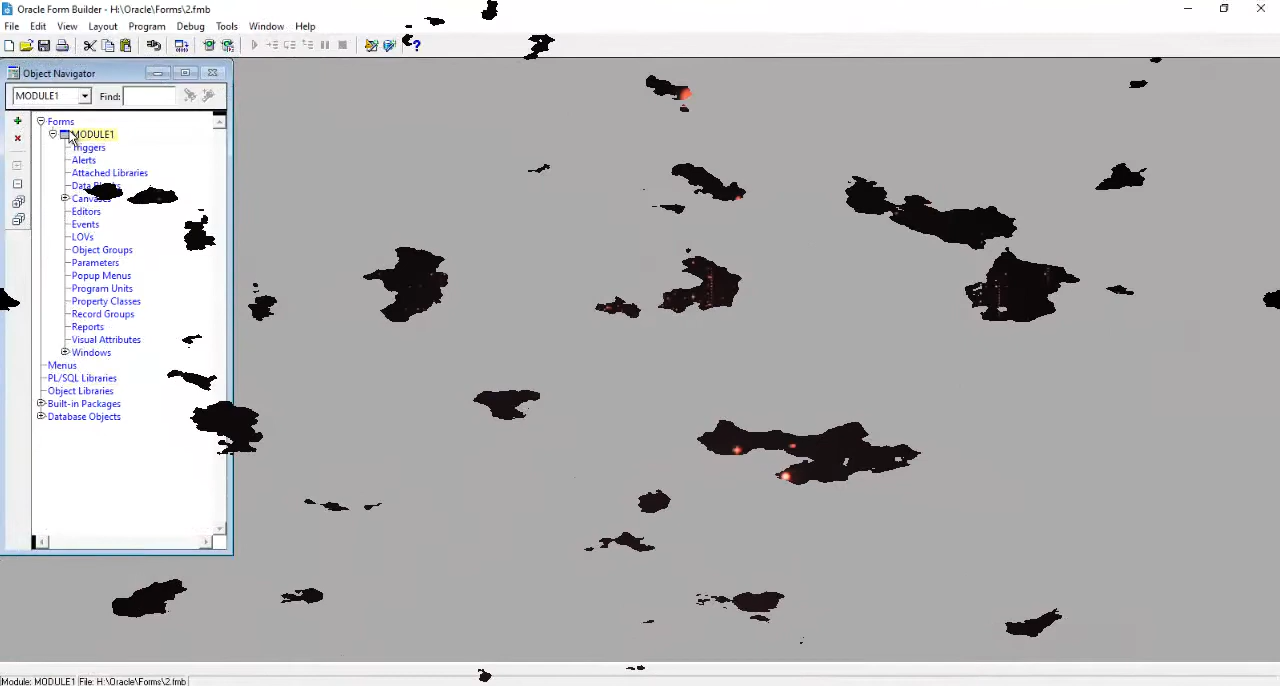 Oracle Form Builder - H:\Oracle\Forms\2.fmb
File Edit View Layout Program Debug Tools Window Help
Object Navigator
MODULE1 Find:
Forms
MODULE1
Triggers
Alerts
Attached Libraries
Data
Canvases
Editors
Events
LOVs
Object Groups
Parameters
Popup Menus
Program Units
Property Classes
Record Groups
Reports
Visual Attributes
Windows
Menus
PL/SQL Libraries
Object Libraries
Built-in Packages
Database Objects
Module: MODULE1 File: H:\Oracle\Forms\2.fmb